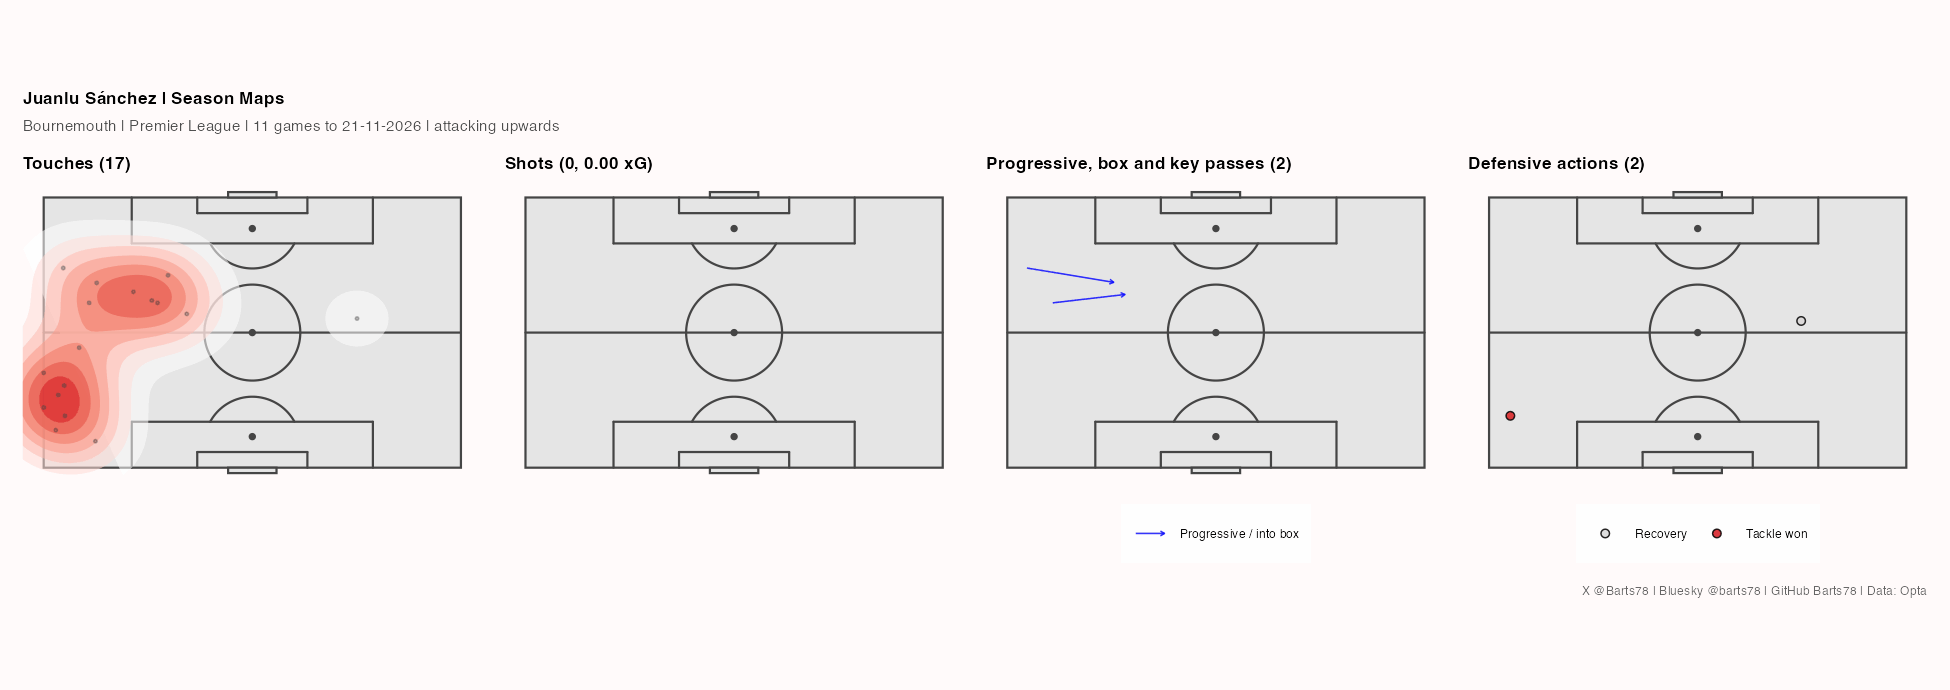 Juanlu Sánchez | Season Maps
Bournemouth | Premier League | 11 games to 21-11-2026 | attacking upwards
Touches (17)
Shots (0, 0.00 xG)
Progressive, box and key passes (2)
Defensive actions (2)
Progressive / into box
Recovery
Tackle won
X @Barts78 | Bluesky @barts78 | GitHub Barts78 | Data: Opta